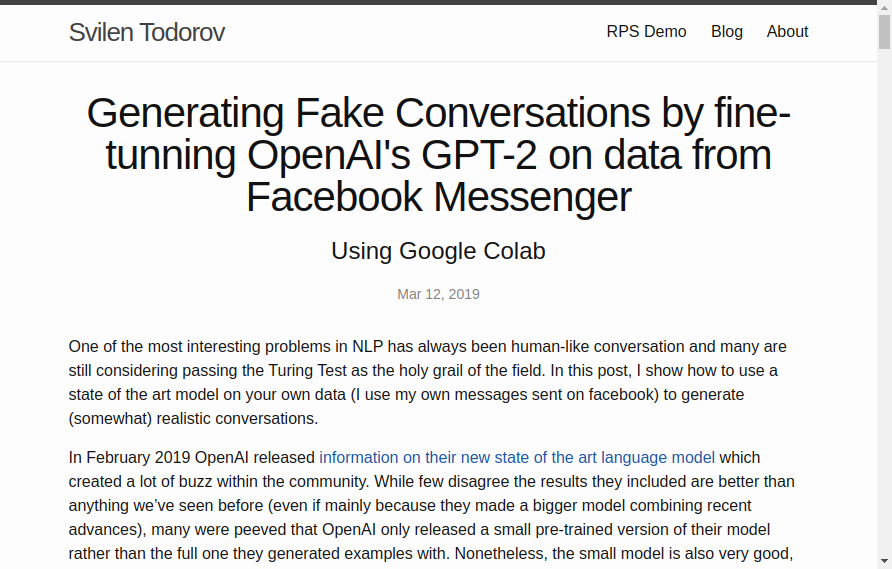 Svilen Todorov
RPS Demo Blog About
Generating Fake Conversations by fine-
tunning OpenAI's GPT-2 on data from
Facebook Messenger
Using Google Colab
Mar 12, 2019
One of the most interesting problems in NLP has always been human-like conversation and many are
still considering passing the Turing Test as the holy grail of the field. In this post, I show how to use a
state of the art model on your own data (I use my own messages sent on facebook) to generate
(somewhat) realistic conversations.
In February 2019 OpenAI released information on their new state of the art language model which
created a lot of buzz within the community. While few disagree the results they included are better than
anything we’ve seen before (even if mainly because they made a bigger model combining recent
advances), many were peeved that OpenAI only released a small pre-trained version of their model
rather than the full one they generated examples with. Nonetheless, the small model is also very good,